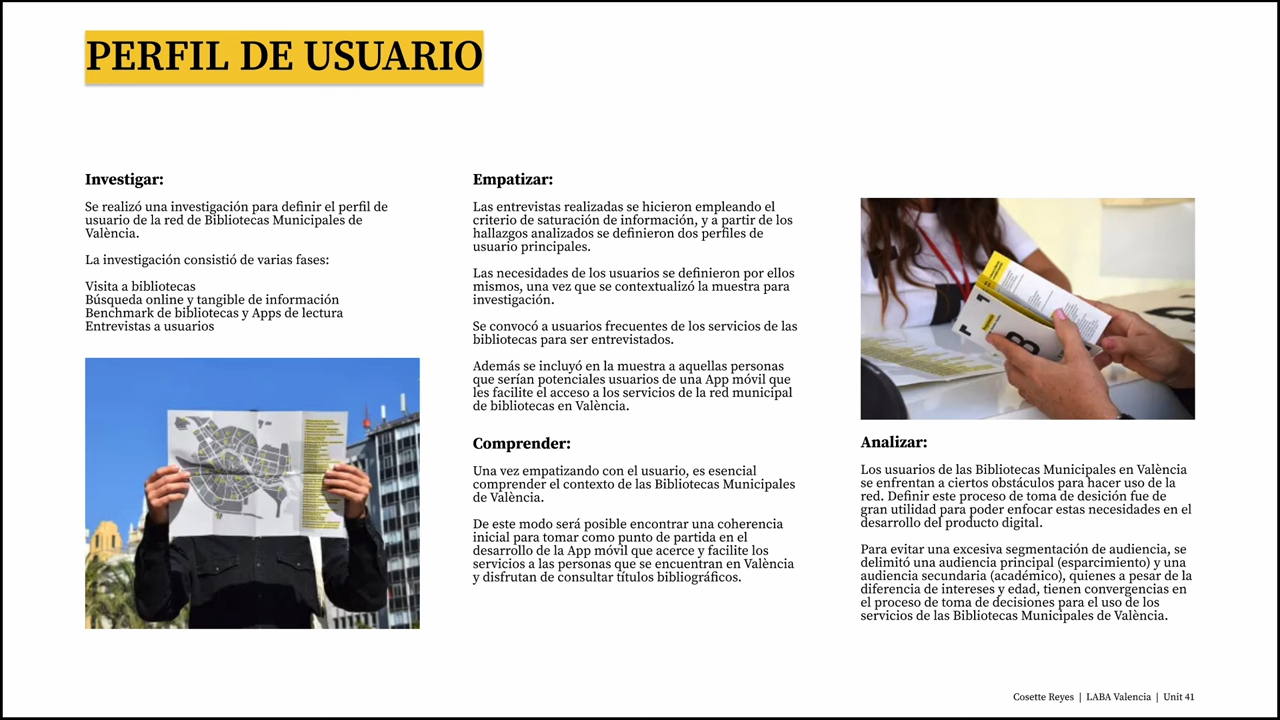 PERFIL DE USUARIO
Investigar:
Se realizó una investigación para definir el perfil de
usuario de la red de Bibliotecas Municipales de
València.
La investigación consistió de varias fases:
Visita a bibliotecas
Búsqueda online y tangible de información
Benchmark de bibliotecas y Apps de lectura
Entrevistas a usuarios
Empatizar:
Las entrevistas realizadas se hicieron empleando el
criterio de saturación de información, y a partir de los
hallazgos analizados se definieron dos perfiles de
usuario principales.
Las necesidades de los usuarios se definieron por ellos
mismos, una vez que se contextualizó la muestra para
investigación.
Se convocó a usuarios frecuentes de los servicios de las
bibliotecas para ser entrevistados.
Además se incluyó en la muestra a aquellas personas
que serían potenciales usuarios de una App móvil que
les facilite el acceso a los servicios de la red municipal
de bibliotecas en València.
Comprender:
Una vez empatizando con el usuario, es esencial
comprender el contexto de las Bibliotecas Municipales
de València.
De este modo será posible encontrar una coherencia
inicial para tomar como punto de partida en el
desarrollo de la App móvil que acerce y facilite los
servicios a las personas que se encuentran en València
y disfrutan de consultar títulos bibliográficos.
Analizar:
Los usuarios de las Bibliotecas Municipales en València
se enfrentan a ciertos obstáculos para hacer uso de la
red. Definir este proceso de toma de desición fue de
gran utilidad para poder enfocar estas necesidades en el
desarrollo del producto digital.
Para evitar una excesiva segmentación de audiencia, se
delimitó una audiencia principal (esparcimiento) y una
audiencia secundaria (académico), quienes a pesar de la
diferencia de intereses y edad, tienen convergencias en
el proceso de toma de decisiones para el uso de los
servicios de las Bibliotecas Municipales de València.
Cosette Reyes | LABA Valencia | Unit 41